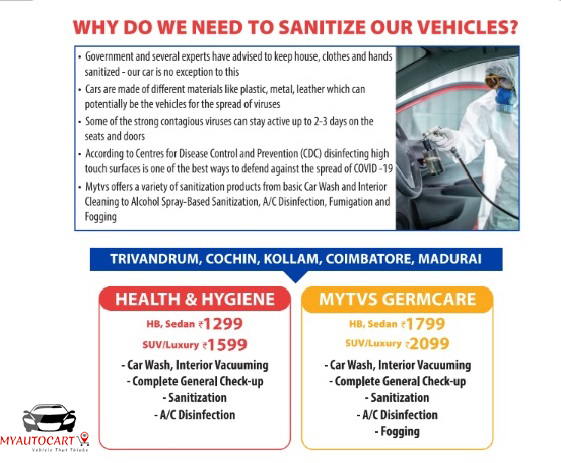 WHY DO WE NEED TO SANITIZE OUR VEHICLES?
• Government and several experts have advised to keep house, clothes and hands
sanitized - our car is no exception to this
• Cars are made of different materials like plastic, metal, leather which can
potentially be the vehicles for the spread of viruses
• Some of the strong contagious viruses can stay active up to 2-3 days on the
seats and doors
• According to Centres for Disease Control and Prevention (CDC) disinfecting high
touch surfaces is one of the best ways to defend against the spread of COVID -19
• Mytvs offers a variety of sanitization products from basic Car Wash and Interior
Cleaning to Alcohol Spray-Based Sanitization, A/C Disinfection, Fumigation and
Fogging
TRIVANDRUM, COCHIN, KOLLAM, COIMBATORE, MADURAI
HEALTH & HYGIENE
HB, Sedan ₹1299
SUV/Luxury ₹1599
- Car Wash, Interior Vacuuming
- Complete General Check-up
- Sanitization
- A/C Disinfection
MYTVS GERMCARE
HB, Sedan ₹1799
SUV/Luxury ₹2099
- Car Wash, Interior Vacuuming
- Complete General Check-up
- Sanitization
- A/C Disinfection
- Fogging
MYAUTOCART
Vehicle That Thinks